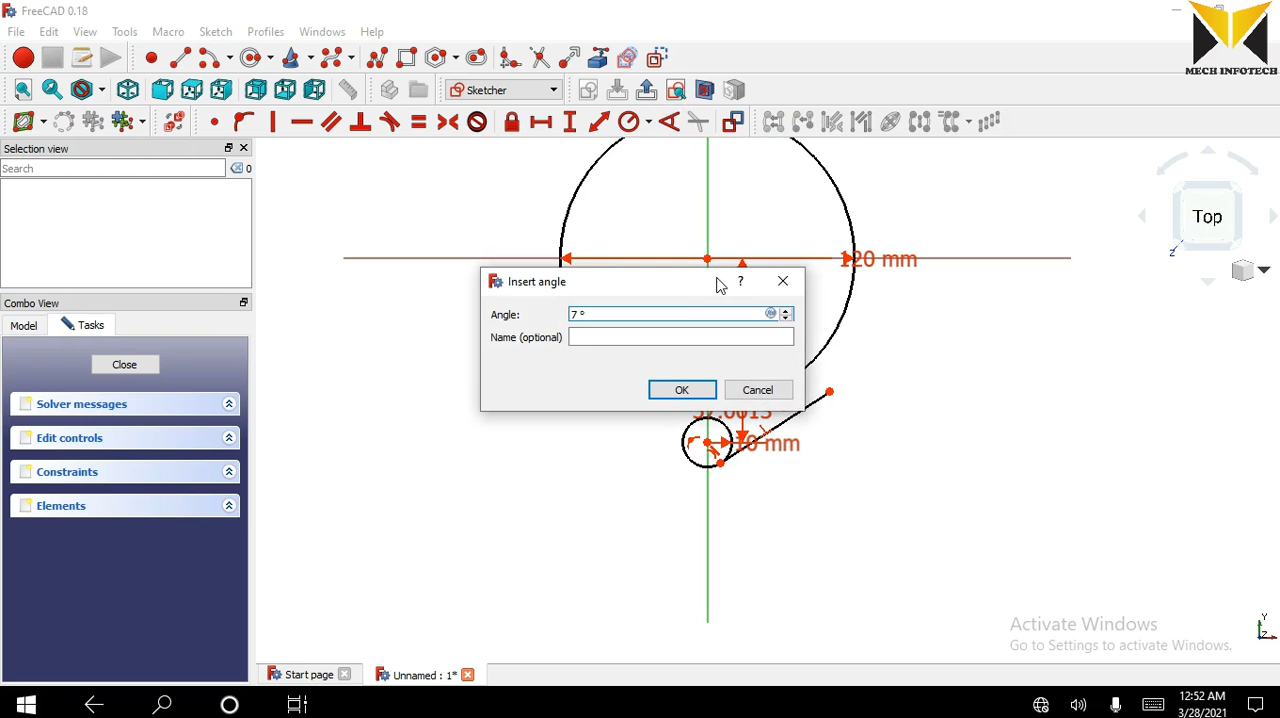 FreeCAD 0.18
File Edit View Tools Macro Sketch Profiles Windows Help
MECH INFOTECH
Sketcher
Selection view
Search
0
Top
Z
120 mm
Insert angle
?
Angle: 7 °
Name (optional)
OK Cancel
Combo View
Model Tasks
Close
Solver messages
Edit controls
Constraints
Elements
10 mm
Activate Windows
Go to Settings to activate Windows.
Y
Z
Start page Unnamed : 1*
12:52 AM
3/28/2021